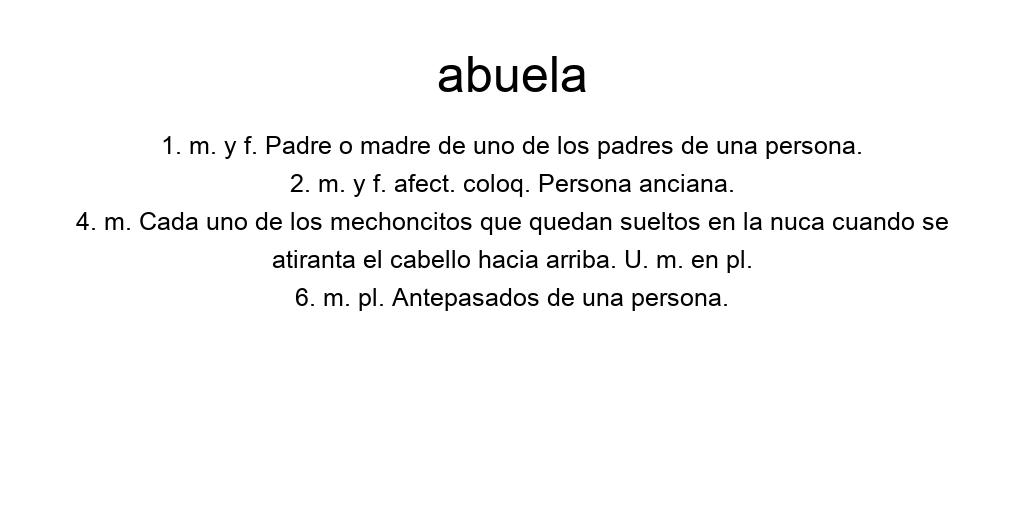 abuela
1. m. y f. Padre o madre de uno de los padres de una persona.
2. m. y f. afect. coloq. Persona anciana.
4. m. Cada uno de los mechoncitos que quedan sueltos en la nuca cuando se
atiranta el cabello hacia arriba. U. m. en pl.
6. m. pl. Antepasados de una persona.